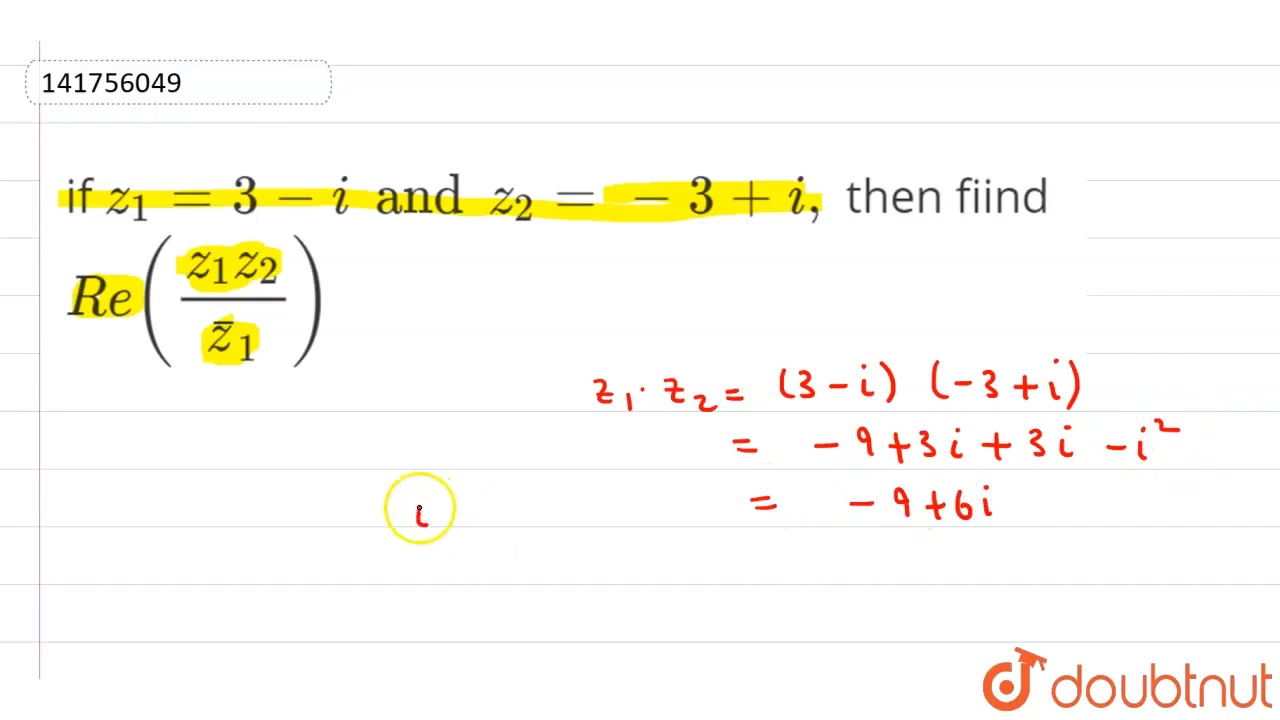 141756049
if z₁ = 3 − i and z₂ = − 3 + i, then fiind
Re(z₁z₂ / z̄₁)
z₁ · z₂ = (3 − i) (−3 + i)
= − 9 + 3i + 3i − i²
= − 9 + 6i
i
doubtnut